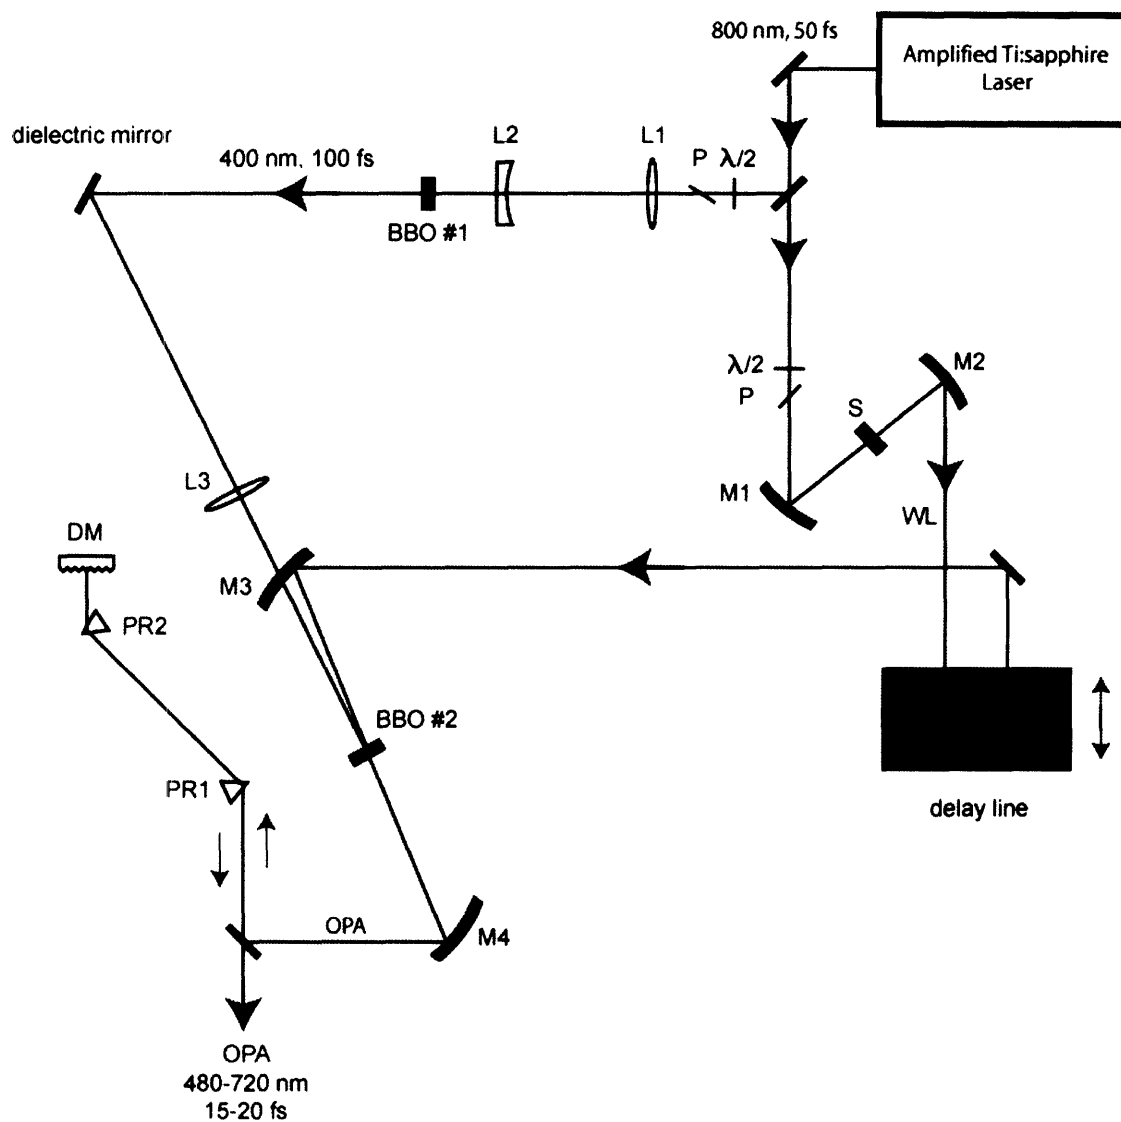 800 nm, 50 fs
Amplified Ti:sapphire
Laser
dielectric mirror
400 nm, 100 fs
L2
L1
P
λ/2
BBO #1
λ/2
P
S
M2
M1
WL
L3
DM
M3
PR2
BBO #2
PR1
delay line
OPA
M4
OPA
480-720 nm
15-20 fs